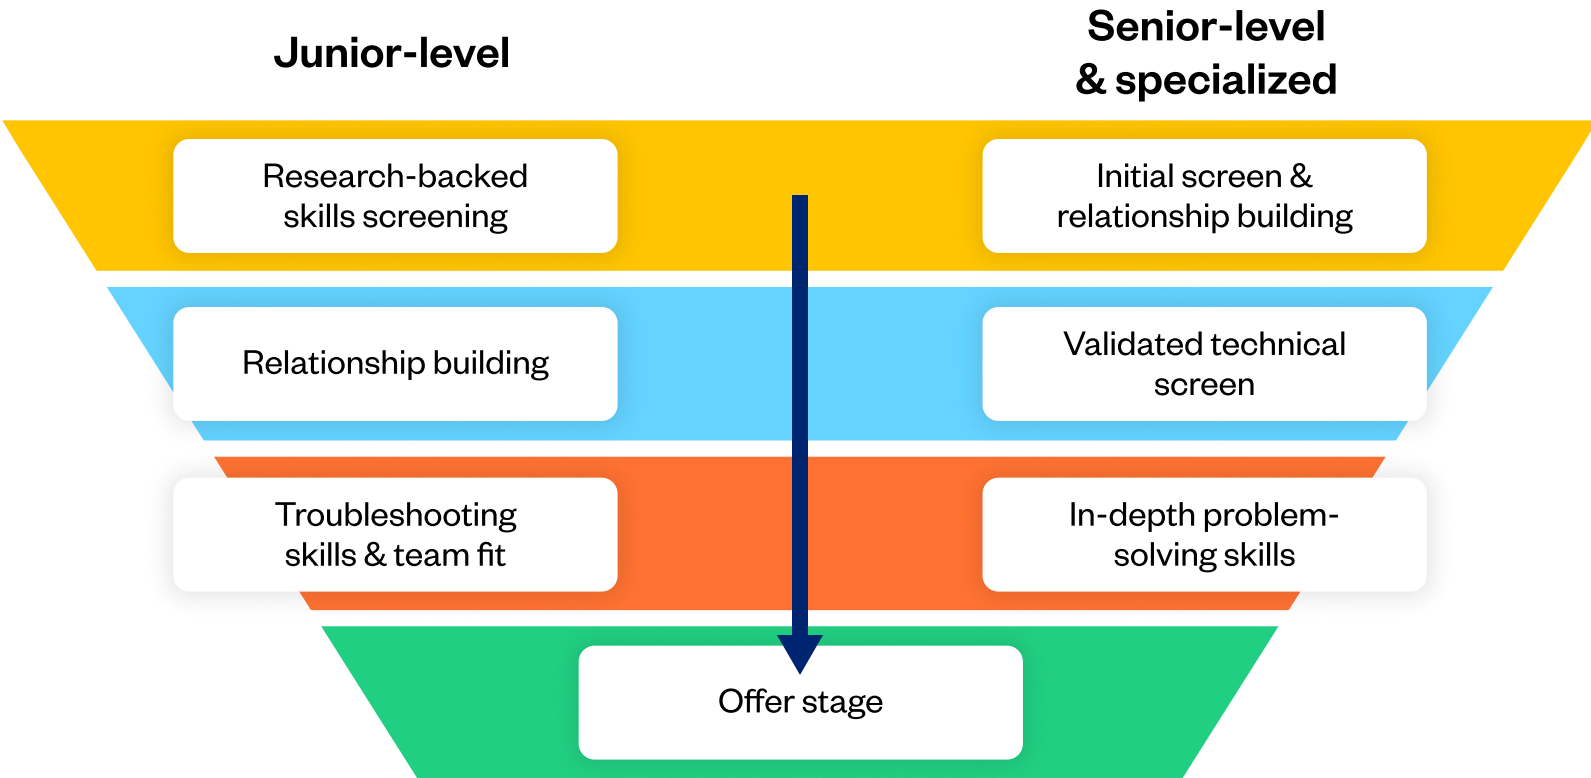 Junior-level
Senior-level
& specialized
Research-backed
skills screening
Initial screen &
relationship building
Relationship building
Validated technical
screen
Troubleshooting
skills & team fit
In-depth problem-
solving skills
Offer stage